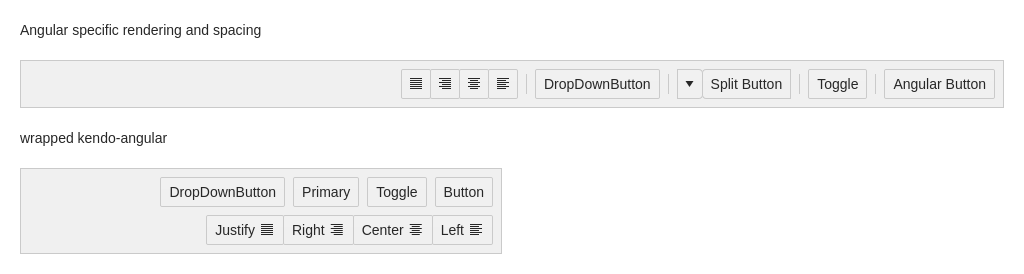 Angular specific rendering and spacing
DropDownButton Split Button Toggle Angular Button
wrapped kendo-angular
DropDownButton Primary Toggle Button
Justify Right Center Left